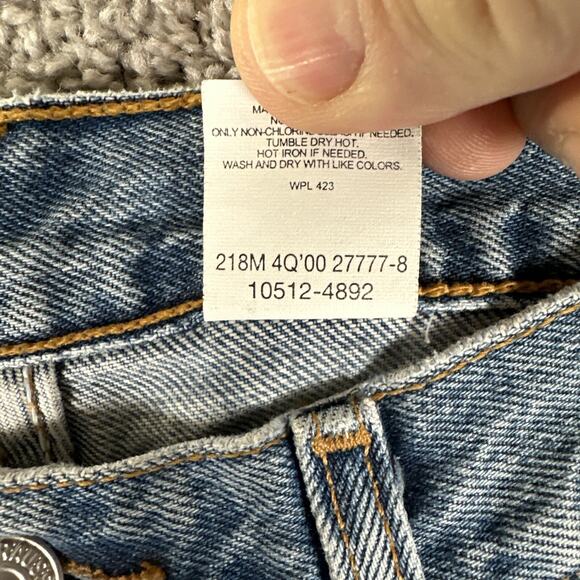 ONLY NON-CHLORINE IF NEEDED.
TUMBLE DRY HOT.
HOT IRON IF NEEDED.
WASH AND DRY WITH LIKE COLORS.
WPL 423
218M 4Q'00 27777-8
10512-4892